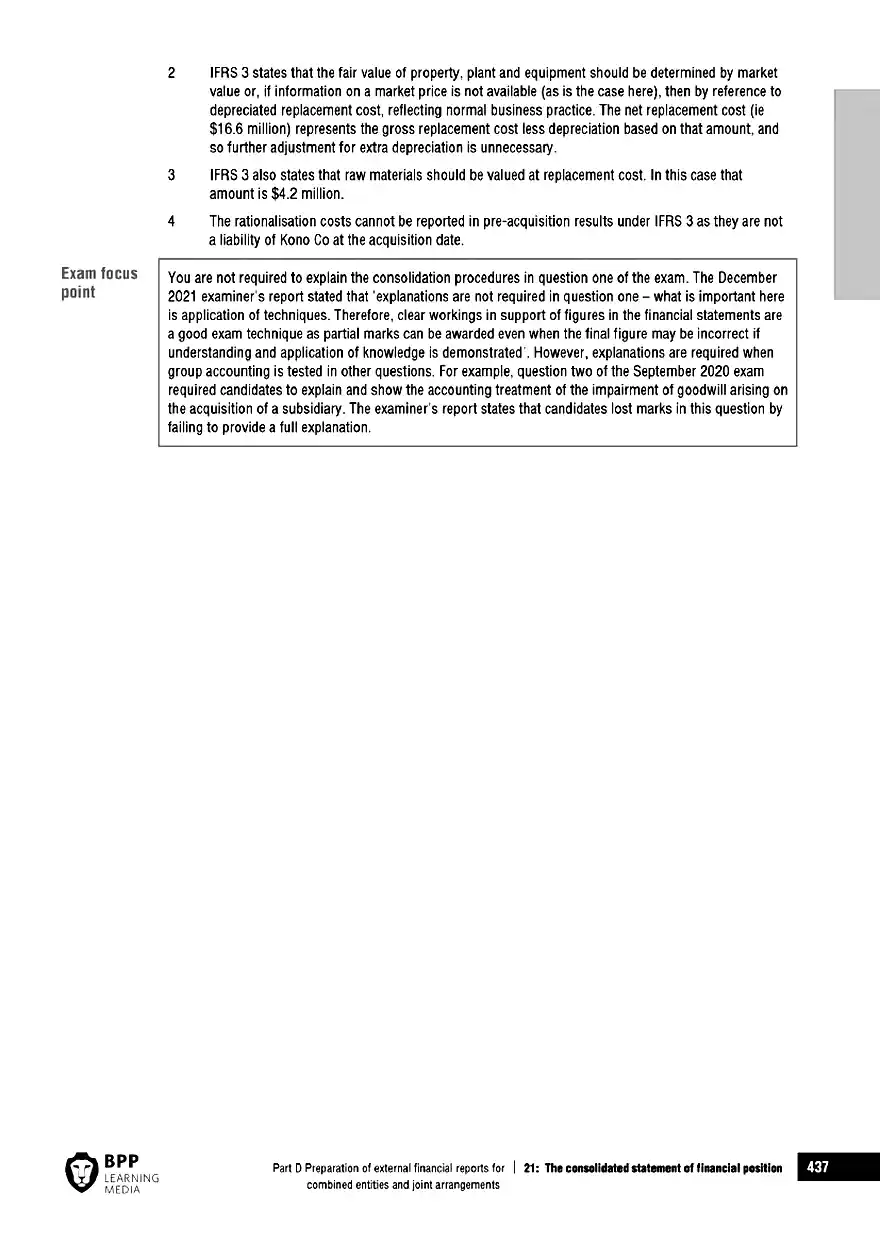 2 IFRS 3 states that the fair value of property, plant and equipment should be determined by market
value or, if information on a market price is not available (as is the case here), then by reference to
depreciated replacement cost, reflecting normal business practice. The net replacement cost (ie
$16.6 million) represents the gross replacement cost less depreciation based on that amount, and
so further adjustment for extra depreciation is unnecessary.
3 IFRS 3 also states that raw materials should be valued at replacement cost. In this case that
amount is $4.2 million.
4 The rationalisation costs cannot be reported in pre-acquisition results under IFRS 3 as they are not
a liability of Kono Co at the acquisition date.
Exam focus
point
You are not required to explain the consolidation procedures in question one of the exam. The December
2021 examiner's report stated that 'explanations are not required in question one – what is important here
is application of techniques. Therefore, clear workings in support of figures in the financial statements are
a good exam technique as partial marks can be awarded even when the final figure may be incorrect if
understanding and application of knowledge is demonstrated'. However, explanations are required when
group accounting is tested in other questions. For example, question two of the September 2020 exam
required candidates to explain and show the accounting treatment of the impairment of goodwill arising on
the acquisition of a subsidiary. The examiner's report states that candidates lost marks in this question by
failing to provide a full explanation.
BPP
LEARNING
MEDIA
Part D Preparation of external financial reports for | 21: The consolidated statement of financial position 437
combined entities and joint arrangements